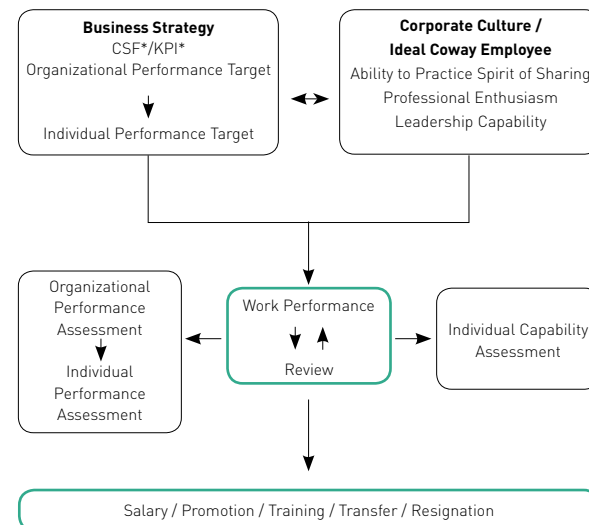 Business Strategy
CSF*/KPI*
Organizational Performance Target
Individual Performance Target
Corporate Culture /
Ideal Coway Employee
Ability to Practice Spirit of Sharing
Professional Enthusiasm
Leadership Capability
Organizational
Performance
Assessment
Individual
Performance
Assessment
Work Performance
Review
Individual Capability
Assessment
Salary / Promotion / Training / Transfer / Resignation